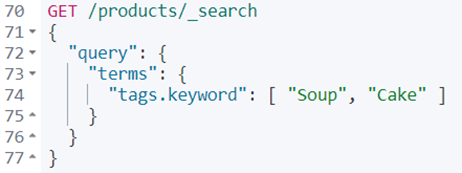 70 GET /products/_search
71 {
72 "query": {
73 "terms": {
74 "tags.keyword": [ "Soup", "Cake" ]
75 }
76 }
77 }